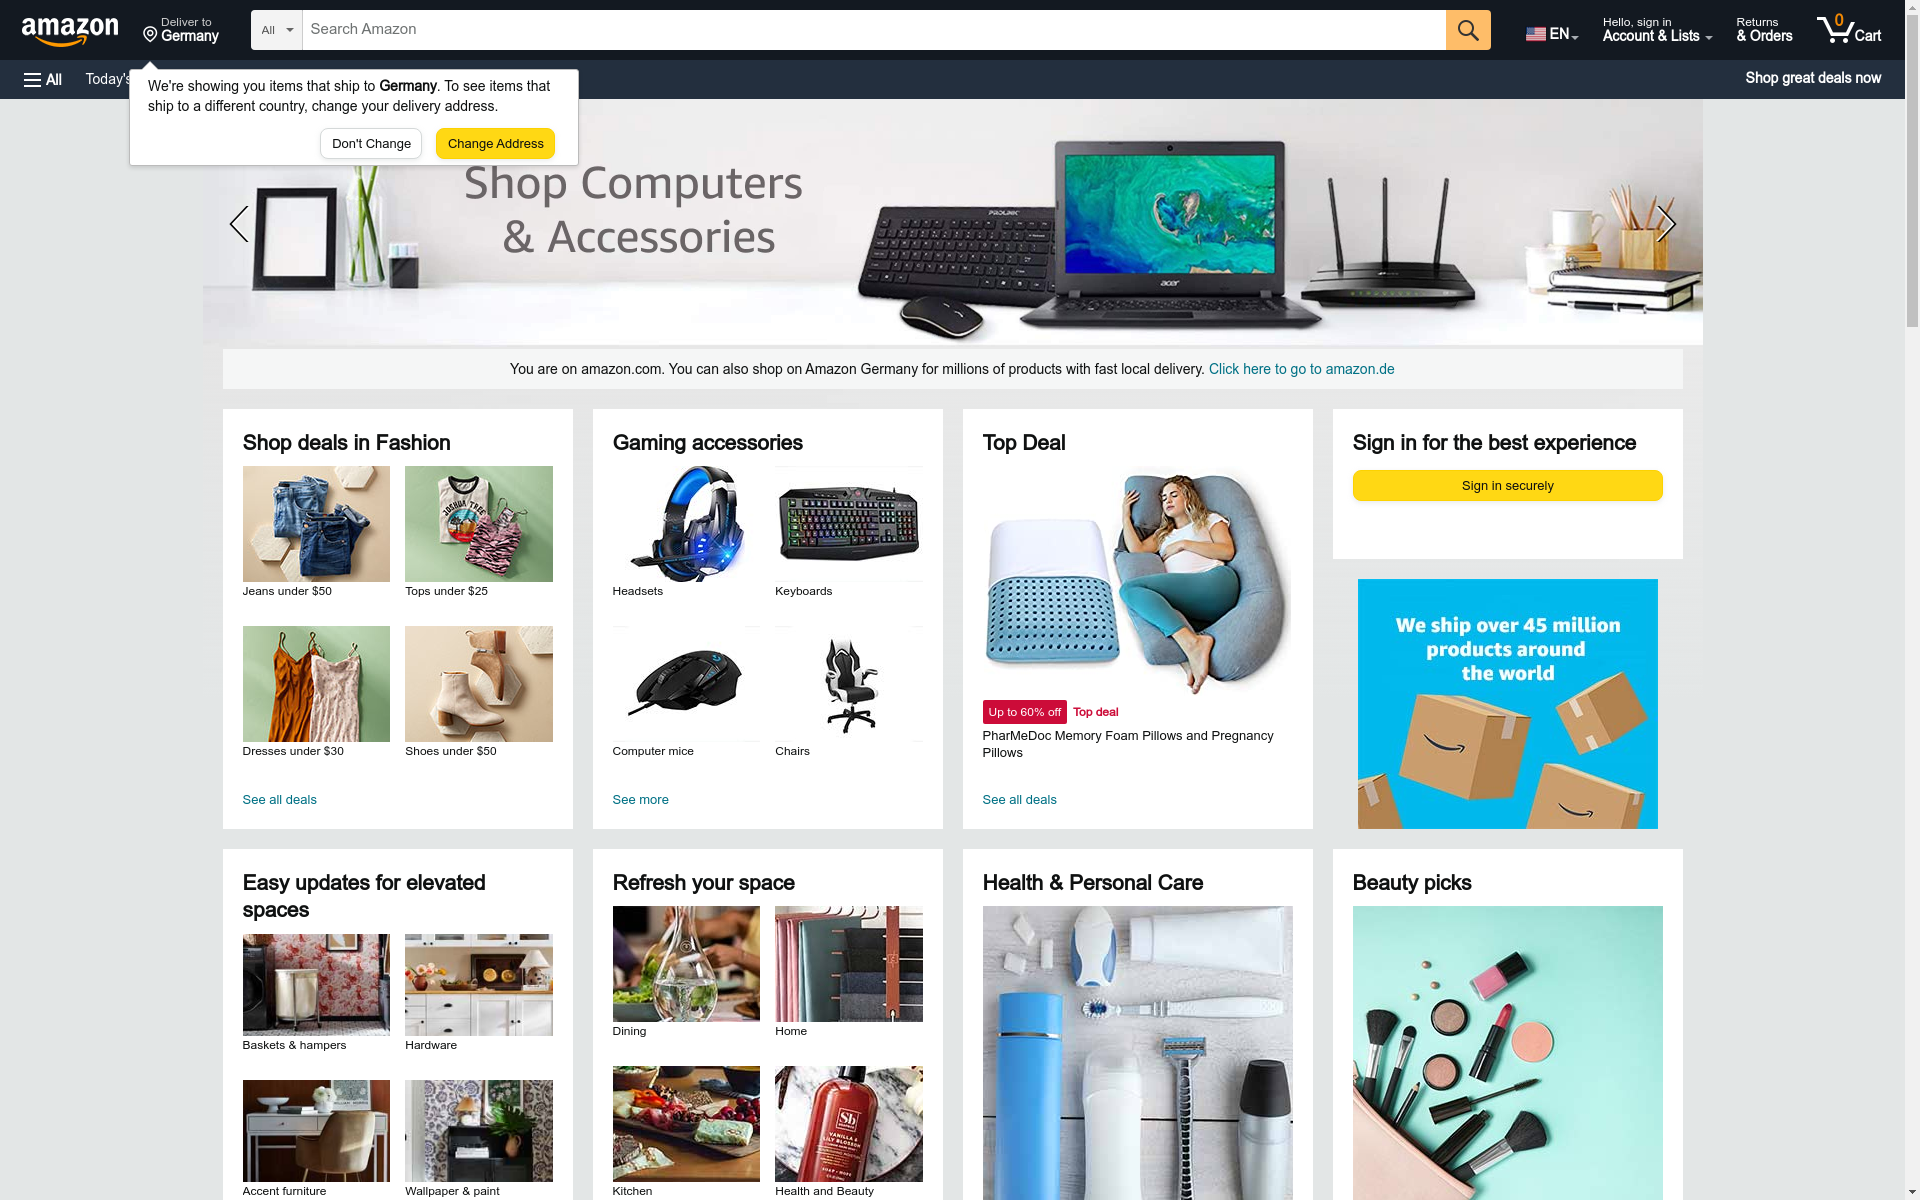 amazon
Deliver to
Germany
All
Search Amazon
EN
Hello, sign in
Account & Lists
Returns
& Orders
0
Cart
All
Today's
Shop great deals now
We're showing you items that ship to Germany. To see items that
ship to a different country, change your delivery address.
Don't Change
Change Address
Shop Computers
& Accessories
PROLINK
acer
You are on amazon.com. You can also shop on Amazon Germany for millions of products with fast local delivery. Click here to go to amazon.de
Shop deals in Fashion
JOSHUA TREE
Jeans under $50
Tops under $25
Dresses under $30
Shoes under $50
See all deals
Gaming accessories
Headsets
Keyboards
Computer mice
Chairs
See more
Top Deal
Up to 60% off
Top deal
PharMeDoc Memory Foam Pillows and Pregnancy
Pillows
See all deals
Sign in for the best experience
Sign in securely
We ship over 45 million
products around
the world
Easy updates for elevated
spaces
Baskets & hampers
Hardware
Accent furniture
Wallpaper & paint
Refresh your space
Dining
Home
Sb
VANILLA &
LILY BLOSSOM
Kitchen
Health and Beauty
Health & Personal Care
Beauty picks